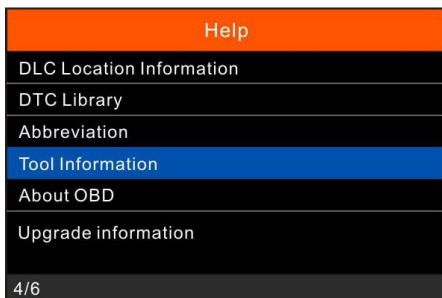 Help
DLC Location Information
DTC Library
Abbreviation
Tool Information
About OBD
Upgrade information
4/6